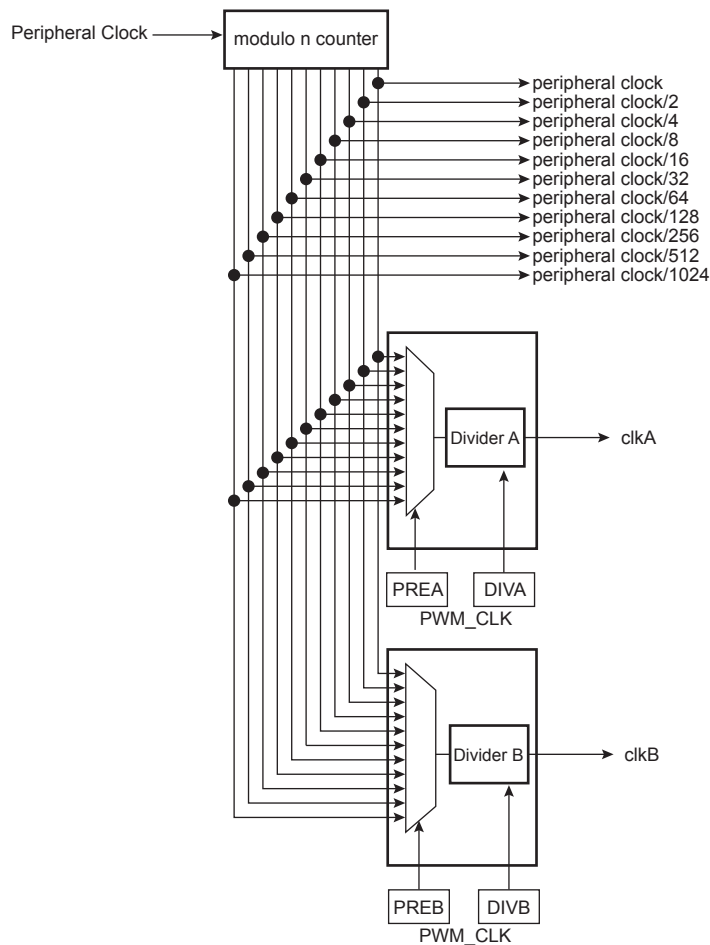 Peripheral Clock
modulo n counter
peripheral clock
peripheral clock/2
peripheral clock/4
peripheral clock/8
peripheral clock/16
peripheral clock/32
peripheral clock/64
peripheral clock/128
peripheral clock/256
peripheral clock/512
peripheral clock/1024
Divider A
clkA
PREA
DIVA
PWM_CLK
Divider B
clkB
PREB
DIVB
PWM_CLK